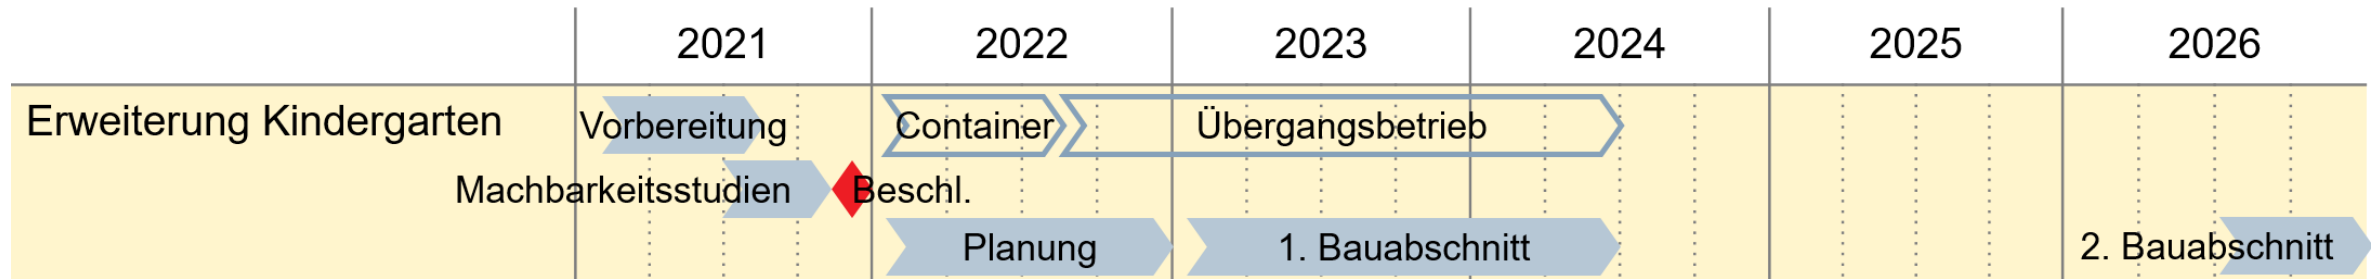 2021 2022 2023 2024 2025 2026
Erweiterung Kindergarten Vorbereitung Container Übergangsbetrieb
Machbarkeitsstudien Beschl.
Planung 1. Bauabschnitt 2. Bauabschnitt